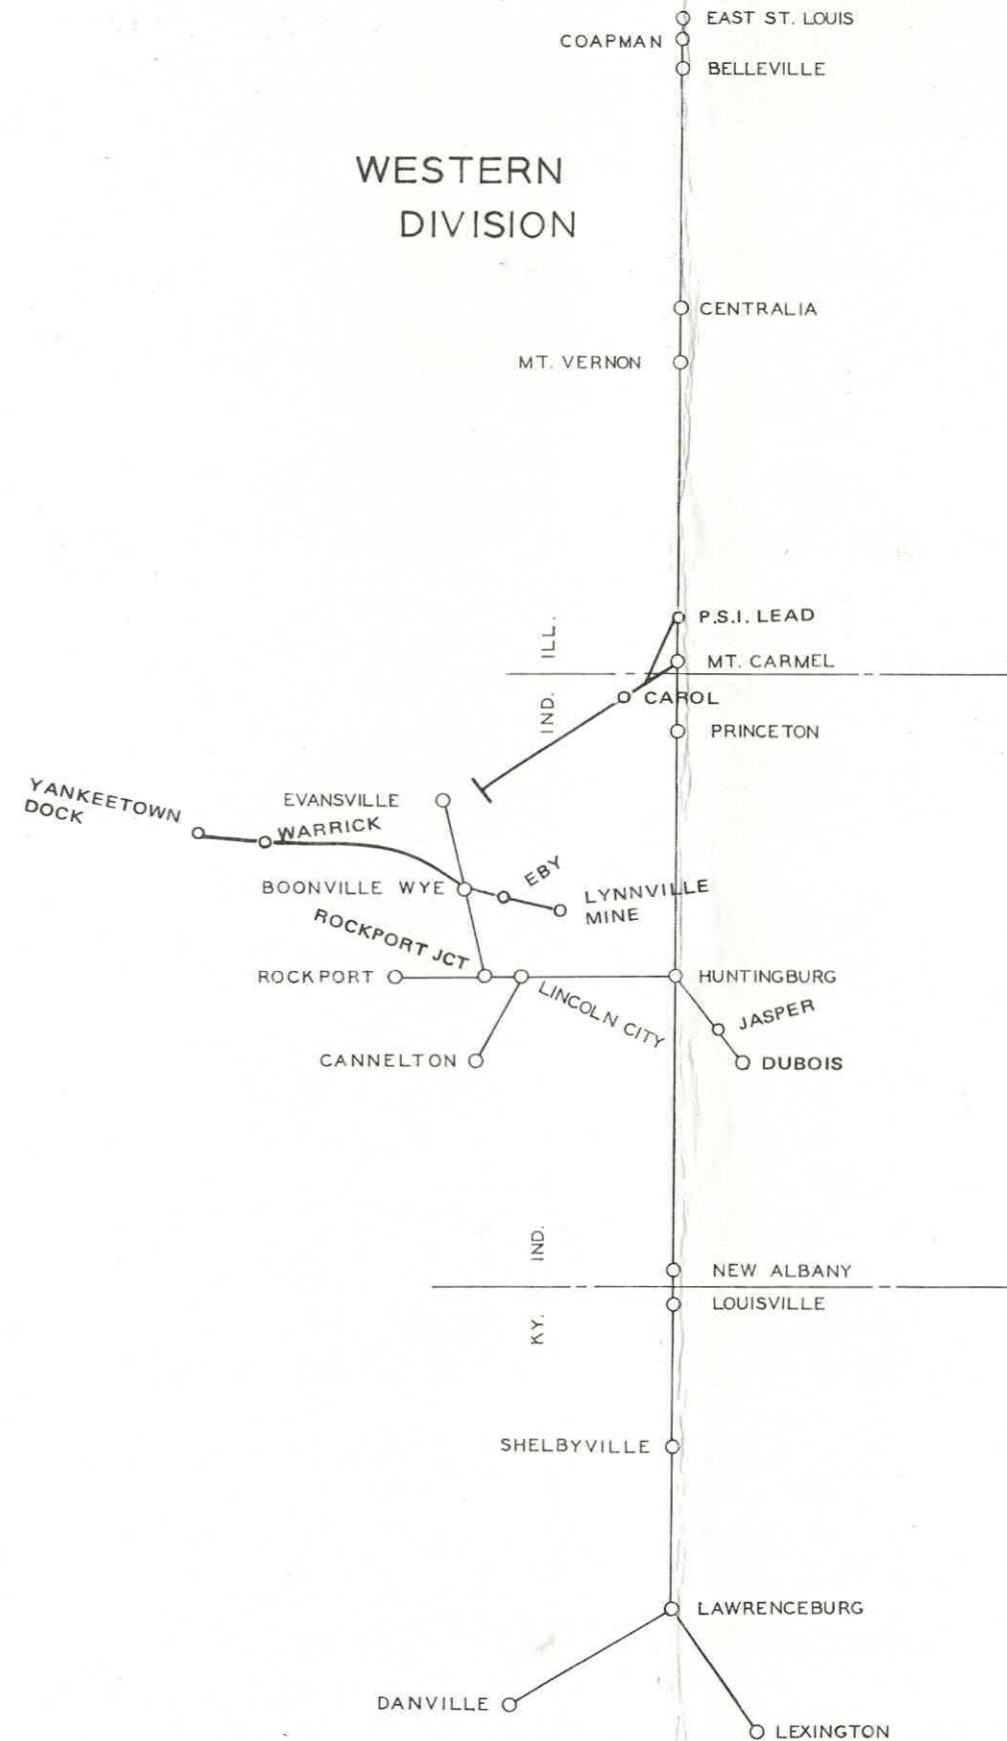 EAST ST. LOUIS
COAPMAN
BELLEVILLE
WESTERN
DIVISION
CENTRALIA
MT. VERNON
P.S.I. LEAD
ILL.
MT. CARMEL
IND.
CAROL
PRINCETON
YANKEETOWN
DOCK
EVANSVILLE
WARRICK
BOONVILLE WYE
EBY
LYNNVILLE
MINE
ROCKPORT JCT
ROCKPORT
LINCOLN CITY
HUNTINGBURG
JASPER
CANNELTON
DUBOIS
IND.
NEW ALBANY
LOUISVILLE
KY.
SHELBYVILLE
LAWRENCEBURG
DANVILLE
LEXINGTON